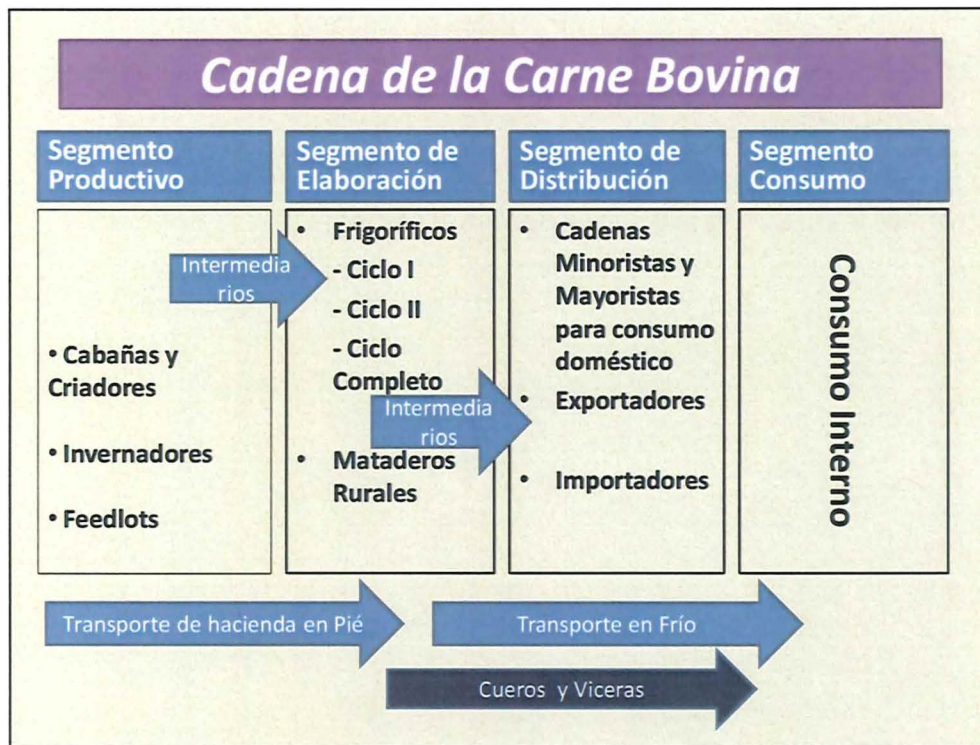 Cadena de la Carne Bovina
Segmento
Productivo
Segmento de
Elaboración
Segmento de
Distribución
Segmento
Consumo
Intermedia
rios
• Cabañas y
Criadores
• Invernadores
• Feedlots
• Frigoríficos
- Ciclo I
- Ciclo II
- Ciclo
Completo
Intermedia
rios
• Mataderos
Rurales
• Cadenas
Minoristas y
Mayoristas
para consumo
doméstico
• Exportadores
• Importadores
Consumo Interno
Transporte de hacienda en Pié
Transporte en Frío
Cueros y Viceras